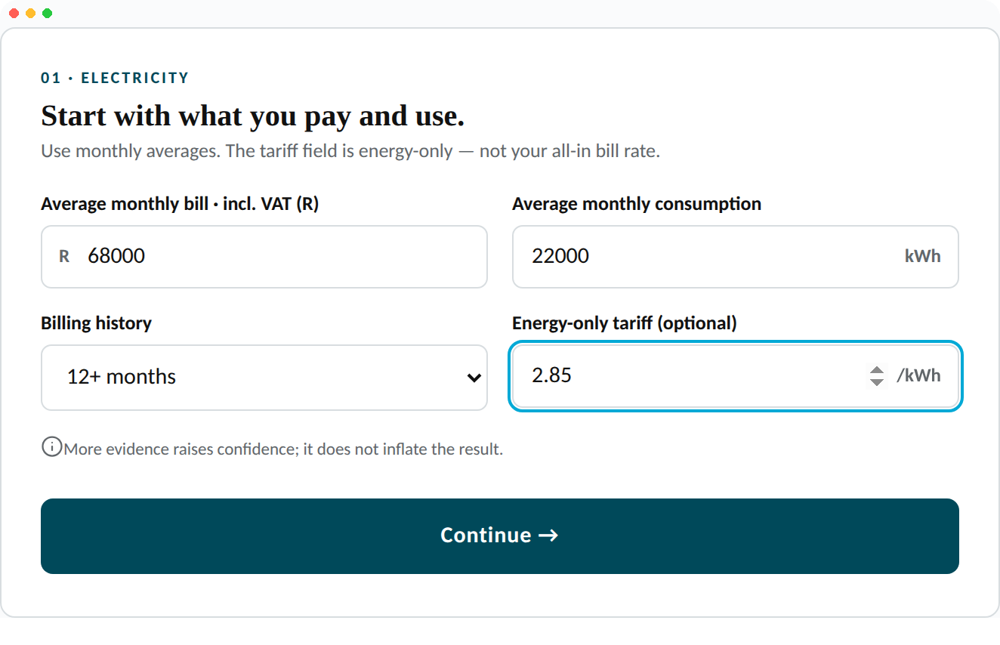 01 · ELECTRICITY
Start with what you pay and use.
Use monthly averages. The tariff field is energy-only — not your all-in bill rate.
Average monthly bill · incl. VAT (R)
R 68000
Average monthly consumption
22000 kWh
Billing history
12+ months
Energy-only tariff (optional)
2.85 /kWh
More evidence raises confidence; it does not inflate the result.
Continue →